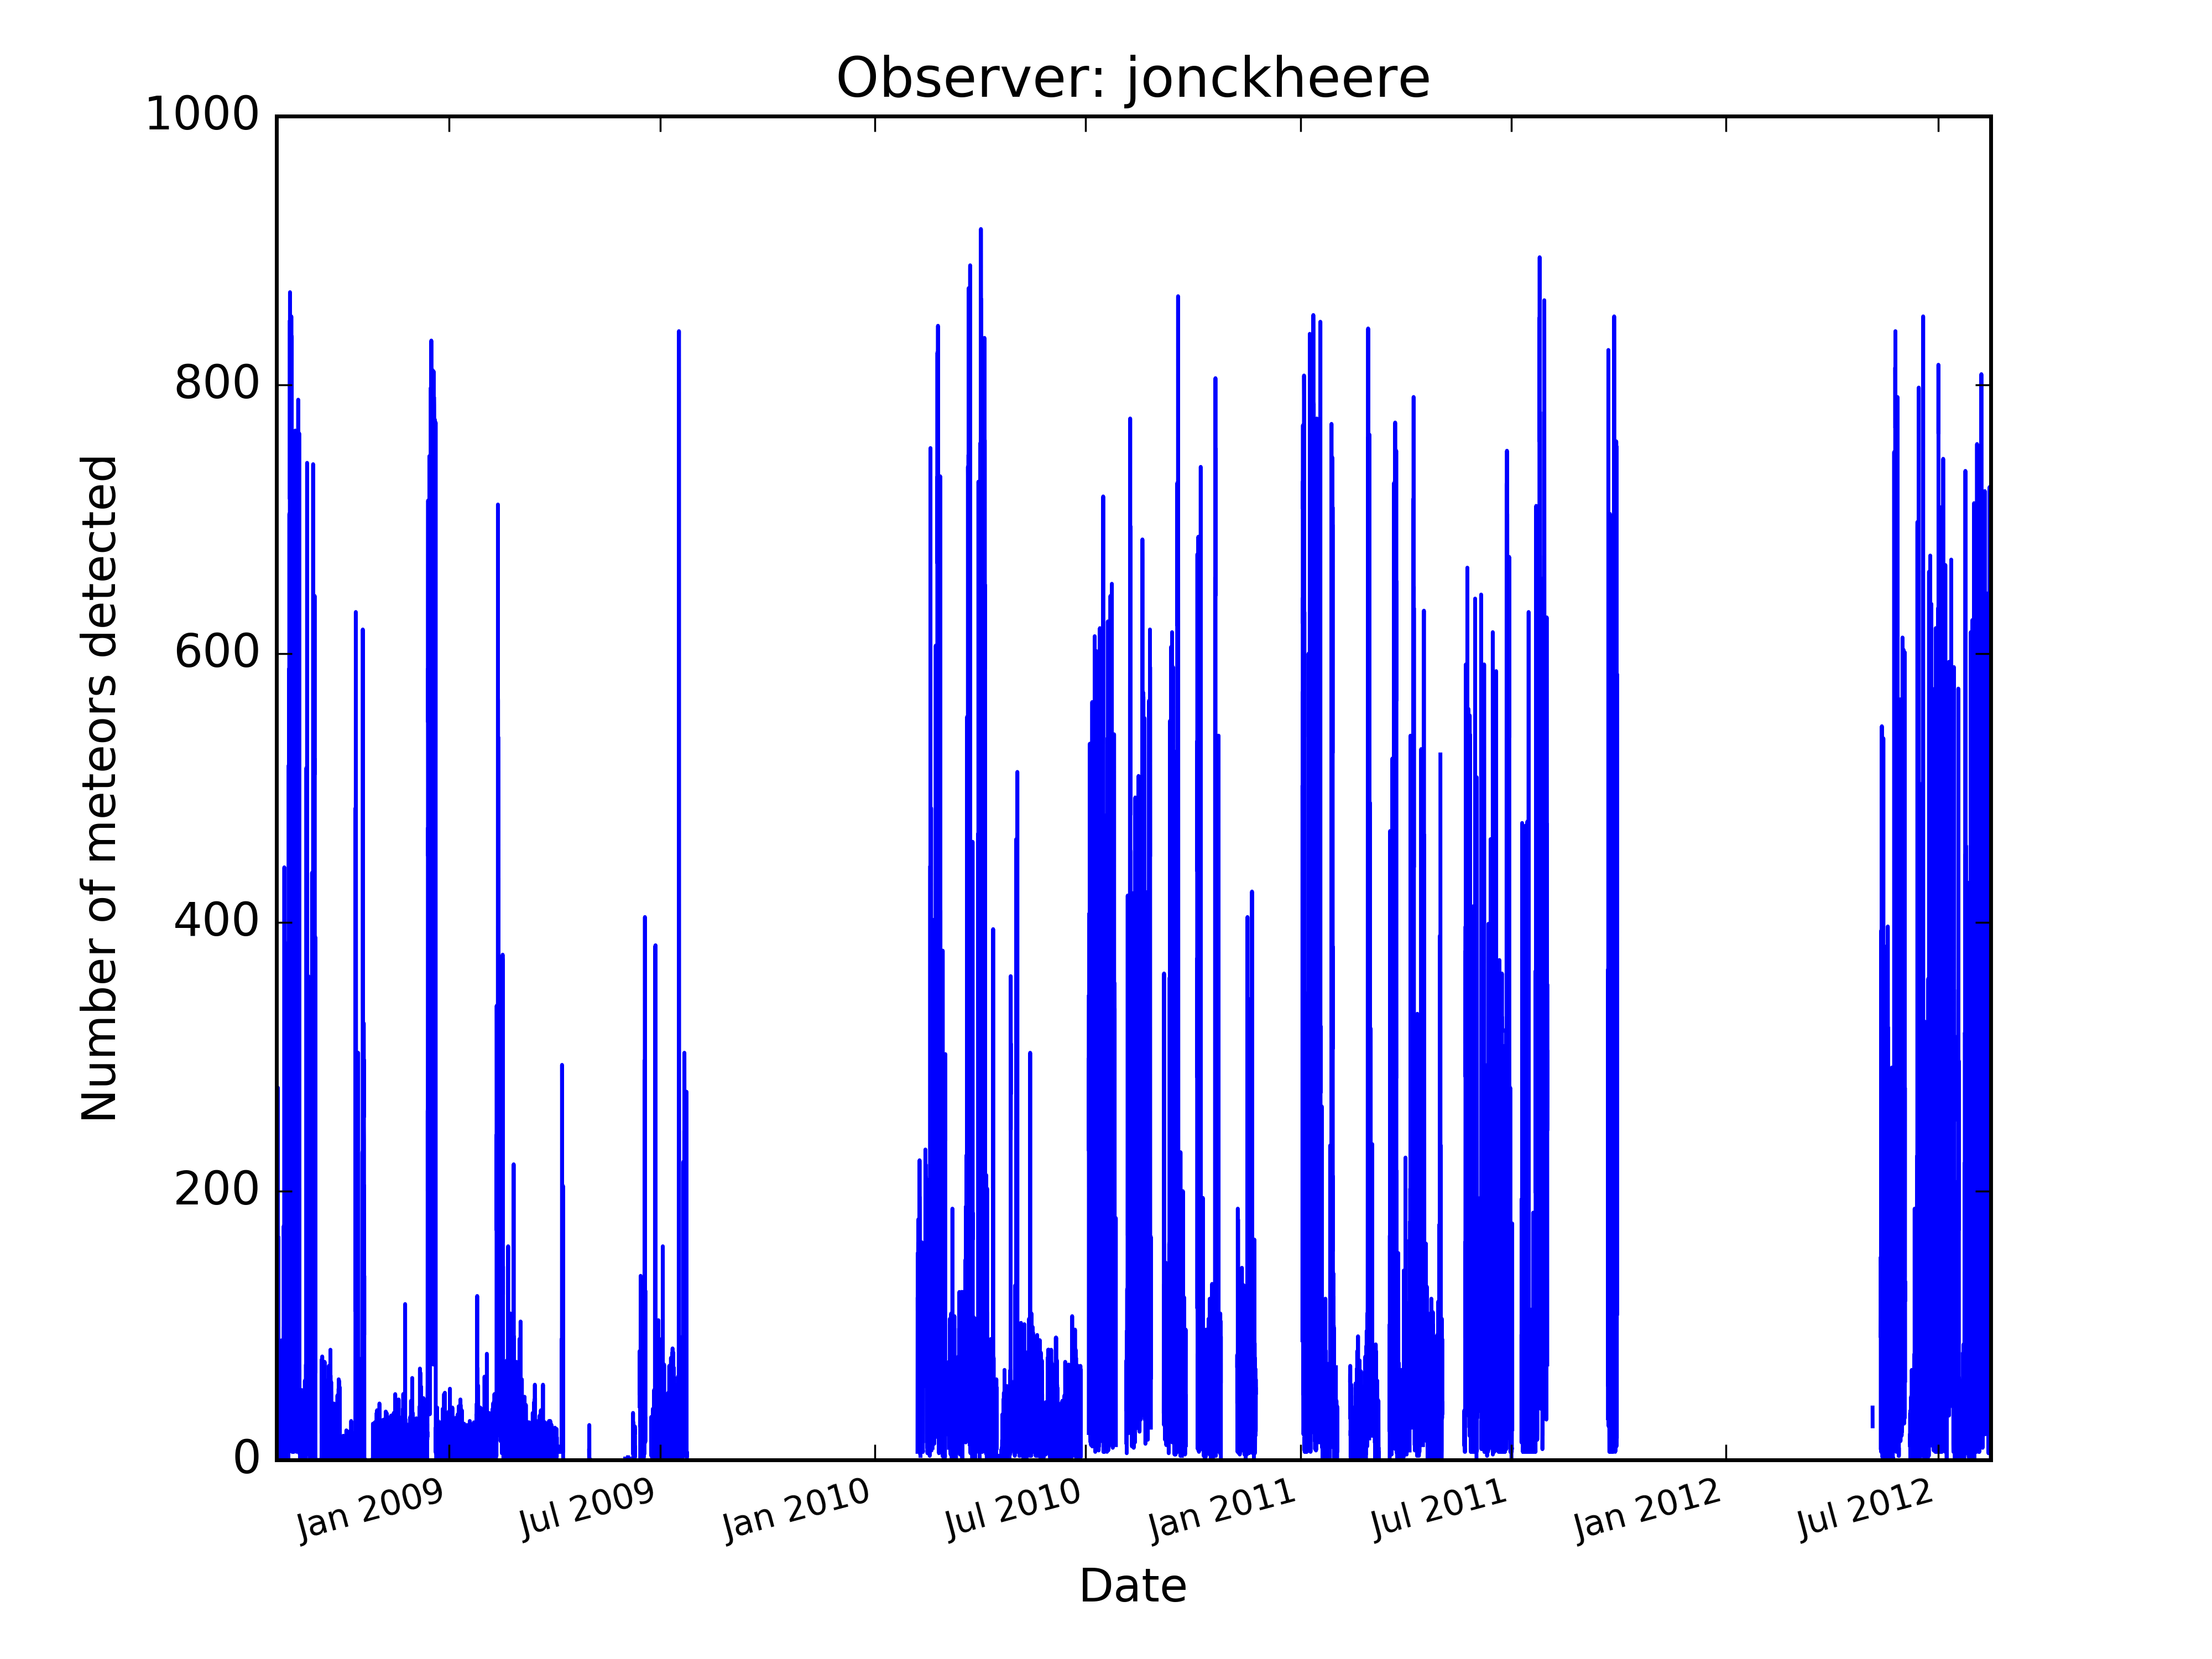 Observer: jonckheere
1000
800
600
400
200
0
Number of meteors detected
Jan 2009
Jul 2009
Jan 2010
Jul 2010
Jan 2011
Jul 2011
Jan 2012
Jul 2012
Date